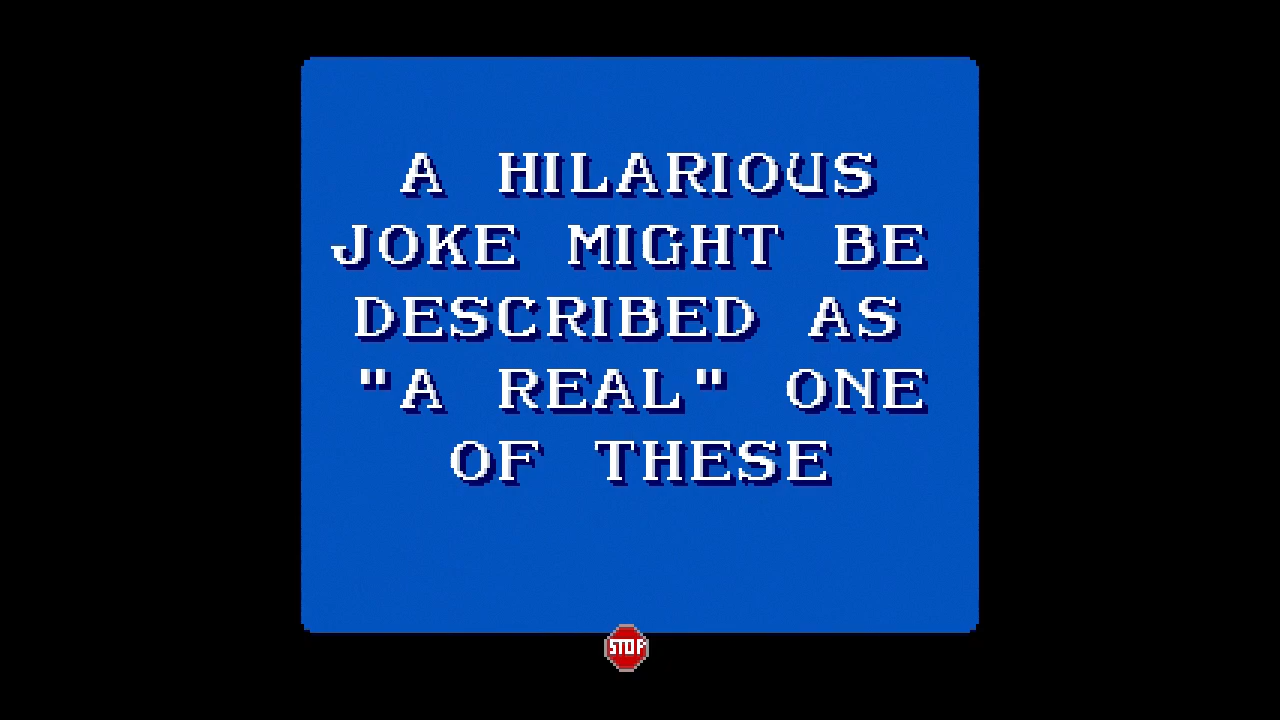 A HILARIOUS
JOKE MIGHT BE
DESCRIBED AS
"A REAL" ONE
OF THESE
STOP